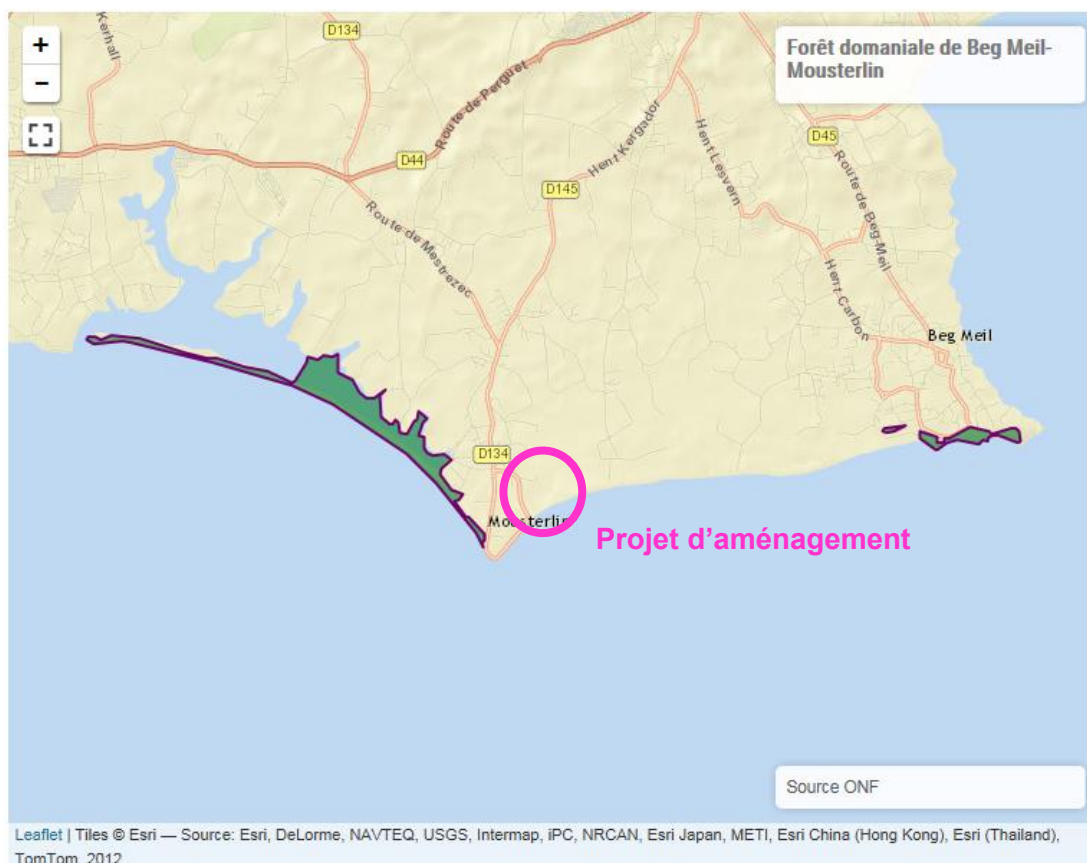 +
−
Kerhall
D134
Route de Perguet
D44
Hent Kergador
Forêt domaniale de Beg Meil-
Mousterlin
D45
Hent Lesvern
Route de Beg-Meil
D145
Route de Mestrezec
Hent Carbon
Beg Meil
D134
Mousterlin
Projet d’aménagement
Source ONF
Leaflet | Tiles © Esri — Source: Esri, DeLorme, NAVTEQ, USGS, Intermap, iPC, NRCAN, Esri Japan, METI, Esri China (Hong Kong), Esri (Thailand),
TomTom, 2012